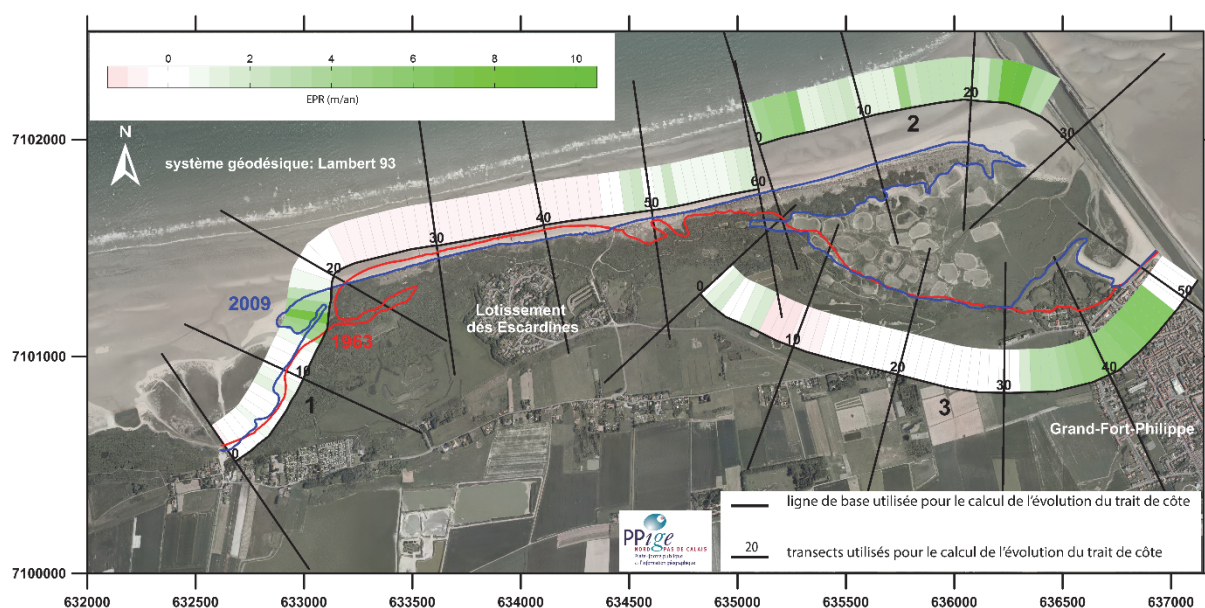 0 2 4 6 8 10
EPR (m/an)
7102000
7101000
7100000
N
système géodésique: Lambert 93
2009
1963
Lotissement
des Escardines
0 10 20 30 40 50 60
1
0 10 20 30
2
0 10 20 30 40 50
3
Grand-Fort-Philippe
PPige
NORD PAS DE CALAIS
ligne de base utilisée pour le calcul de l'évolution du trait de côte
20 transects utilisés pour le calcul de l'évolution du trait de côte
632000 632500 633000 633500 634000 634500 635000 635500 636000 636500 637000